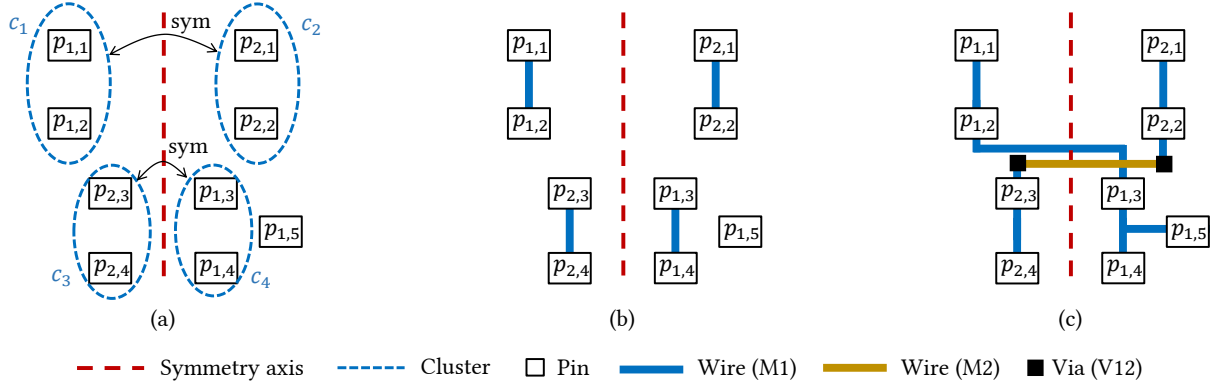 c1 sym c2
p1,1 p2,1
p1,2 p2,2
sym
p2,3 p1,3
p1,5
p2,4 p1,4
c3 c4
(a)
p1,1 p2,1
p1,2 p2,2
p2,3 p1,3
p1,5
p2,4 p1,4
(b)
p1,1 p2,1
p1,2 p2,2
p2,3 p1,3
p1,5
p2,4 p1,4
(c)
Symmetry axis Cluster Pin Wire (M1) Wire (M2) Via (V12)